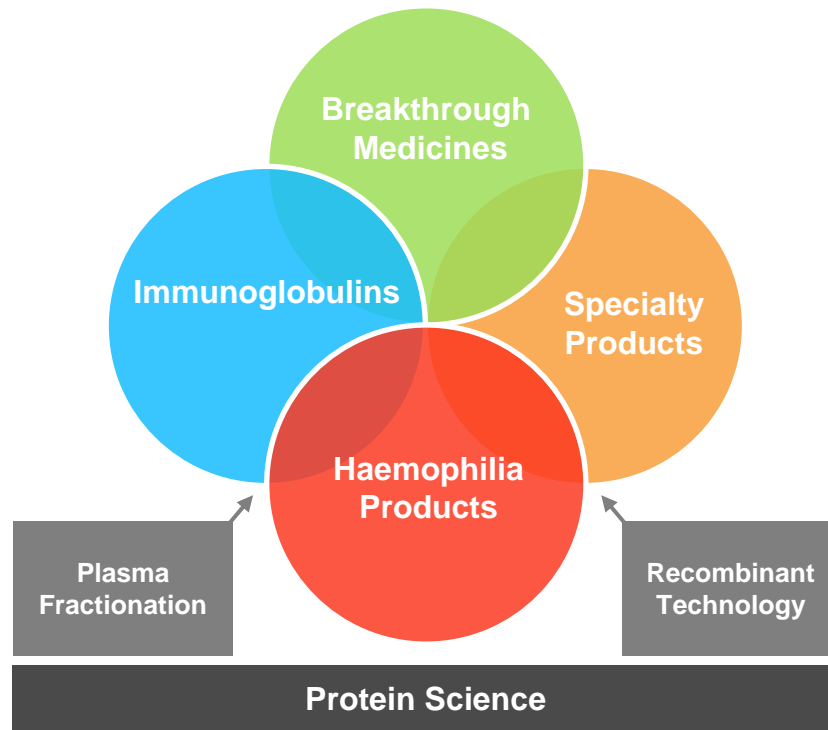 Breakthrough
Medicines
Immunoglobulins
Specialty
Products
Haemophilia
Products
Plasma
Fractionation
Recombinant
Technology
Protein Science